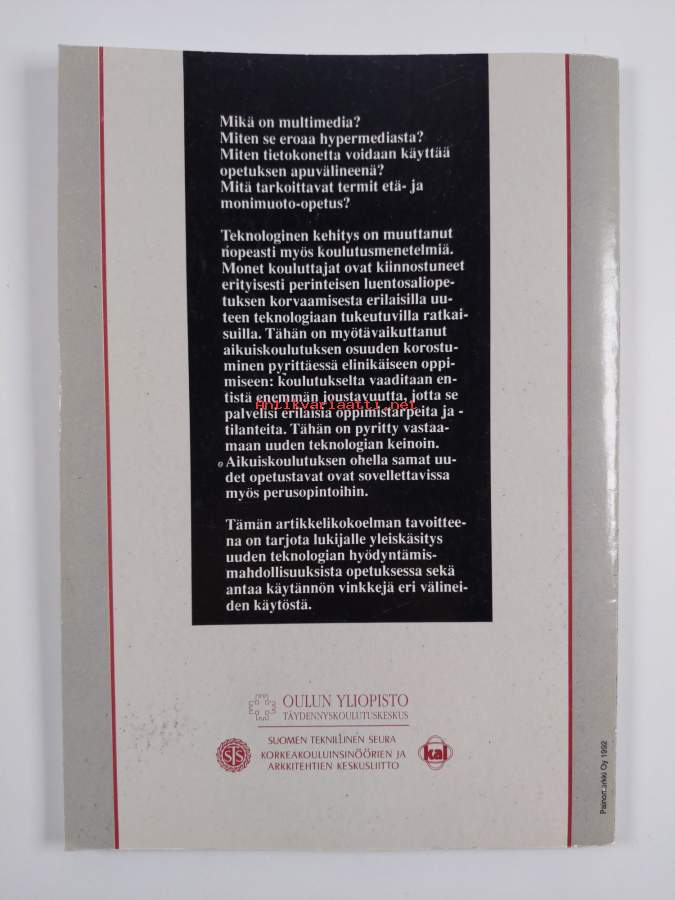 Mikä on multimedia?
Miten se eroaa hypermediasta?
Miten tietokonetta voidaan käyttää
opetuksen apuvälineenä?
Mitä tarkoittavat termit etä- ja
monimuoto-opetus?
Teknologinen kehitys on muuttanut
nopeasti myös koulutusmenetelmiä.
Monet kouluttajat ovat kiinnostuneet
erityisesti perinteisen luentosaliope-
tuksen korvaamisesta erilaisilla uu-
teen teknologiaan tukeutuvilla ratkai-
suilla. Tähän on myötävaikuttanut
aikuiskoulutuksen osuuden korostu-
minen pyrittäessä elinikäiseen oppi-
miseen: koulutukselta vaaditaan en-
tistä enemmän joustavuutta, jotta se
Antikvariaatti.net
palvelisi erilaisia oppimistarpeita ja -
tilanteita. Tähän on pyritty vastaa-
maan uuden teknologian keinoin.
Aikuiskoulutuksen ohella samat uu-
det opetustavat ovat sovellettavissa
myös perusopintoihin.
Tämän artikkelikokoelman tavoittee-
na on tarjota lukijalle yleiskäsitys
uuden teknologian hyödyntämis-
mahdollisuuksista opetuksessa sekä
antaa käytännön vinkkejä eri välinei-
den käytöstä.
OULUN YLIOPISTO
TÄYDENNYSKOULUTUSKESKUS
SUOMEN TEKNILLINEN SEURA
KORKEAKOULUINSINÖÖRIEN JA
ARKKITEHTIEN KESKUSLIITTO
STS
kal
Painortarkki Oy 1992